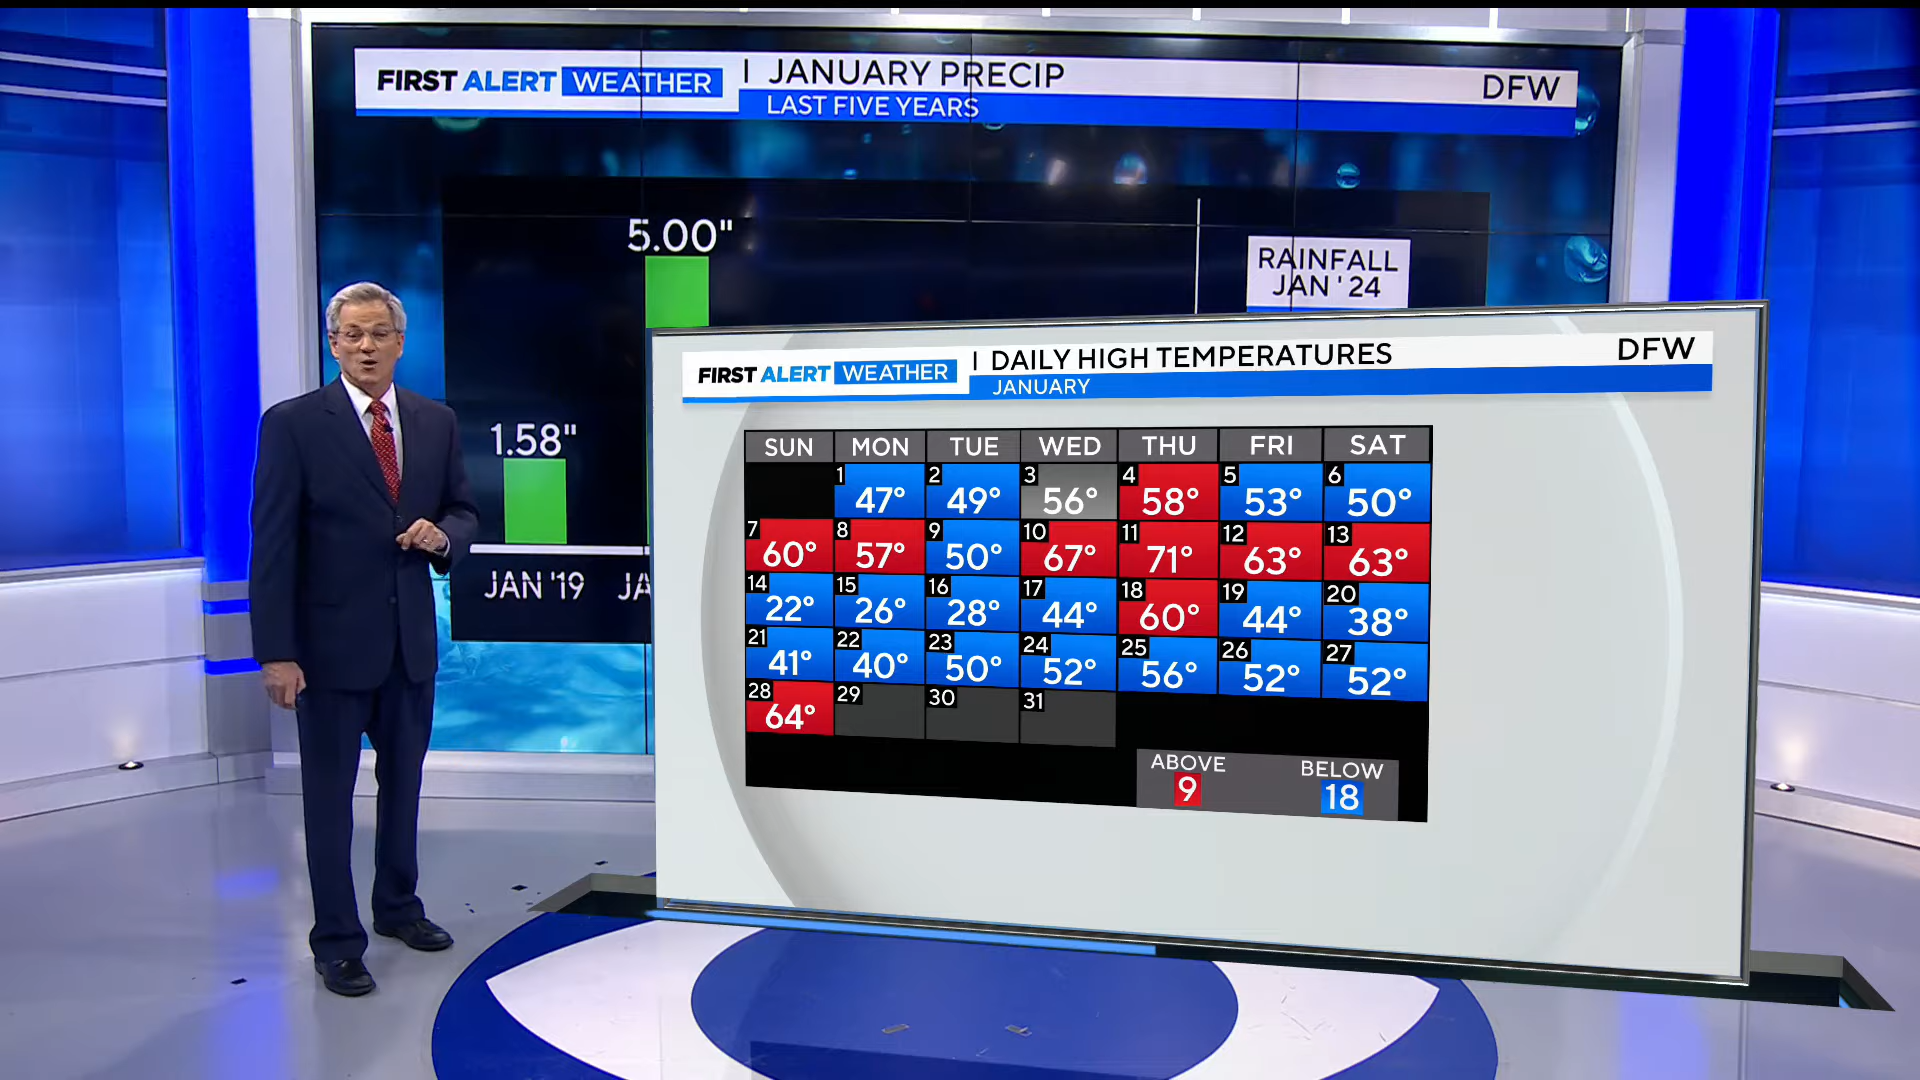 FIRST ALERT WEATHER | JANUARY PRECIP DFW
LAST FIVE YEARS
5.00"
RAINFALL
JAN '24
1.58"
JAN '19 JA
FIRST ALERT WEATHER | DAILY HIGH TEMPERATURES DFW
JANUARY
SUN MON TUE WED THU FRI SAT
1 2 3 4 5 6
47° 49° 56° 58° 53° 50°
7 8 9 10 11 12 13
60° 57° 50° 67° 71° 63° 63°
14 15 16 17 18 19 20
22° 26° 28° 44° 60° 44° 38°
21 22 23 24 25 26 27
41° 40° 50° 52° 56° 52° 52°
28 29 30 31
64°
ABOVE BELOW
9 18